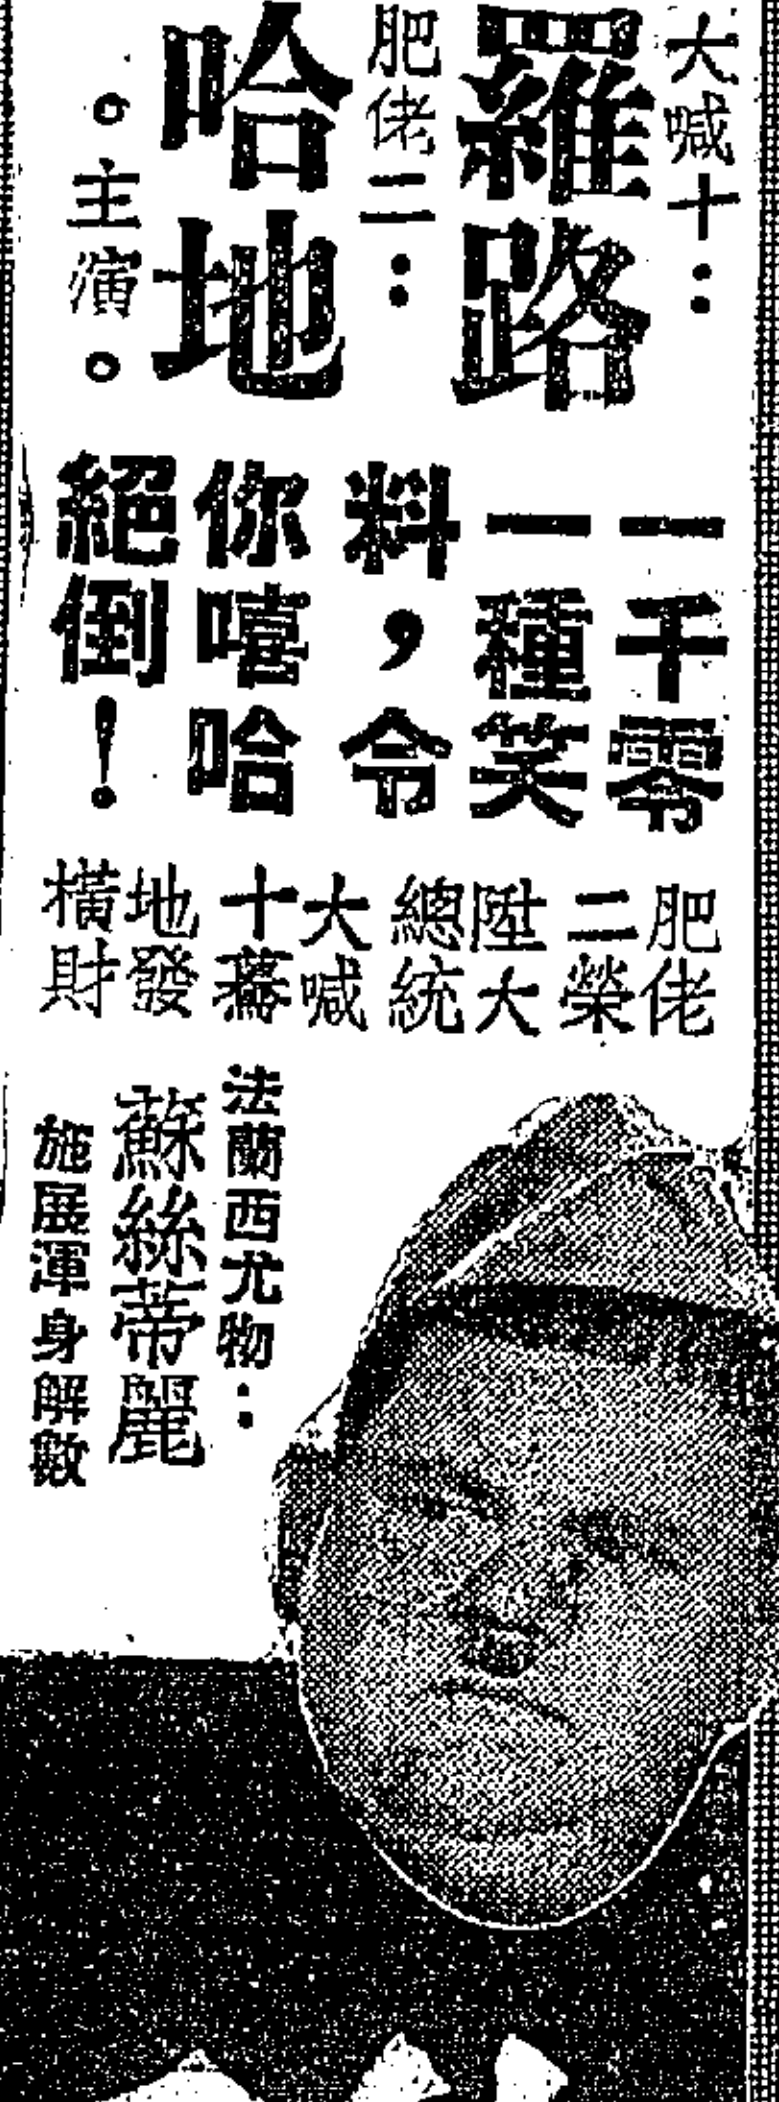 大喊十：
羅路
肥佬二：
哈地
。主演。
一千零
一種笑
料，令
你嘻哈
絕倒！
肥佬
二榮
陞大
總統
大喊
十驀
地發
橫財
法蘭西尤物：
蘇絲蒂麗
施展渾身解數